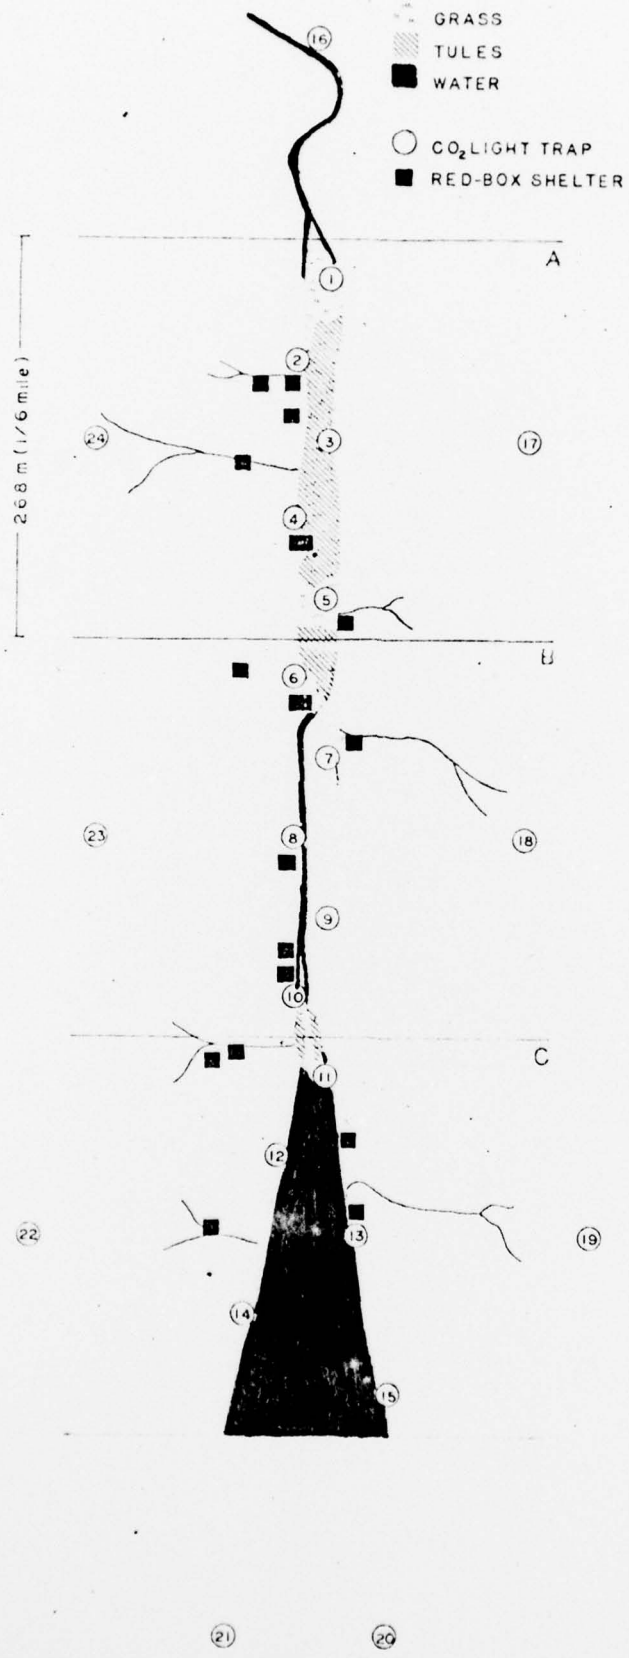 GRASS
TULES
WATER
CO₂ LIGHT TRAP
RED-BOX SHELTER
16
A
1
2
3
24
17
268 m (1/6 mile)
4
5
B
6
7
8
23
18
9
10
C
11
12
13
22
19
14
15
21
20